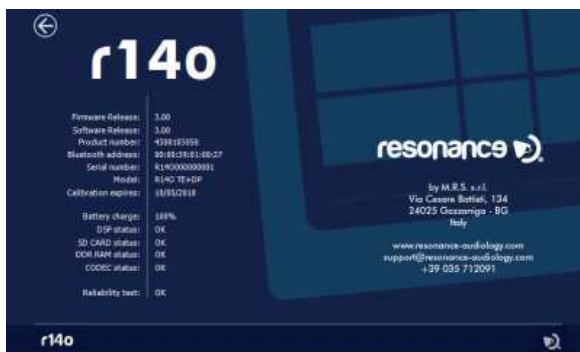 r14o
Firmware Release: 3.00
Software Release: 3.00
Product number:
Bluetooth address:
Serial number: R14O000000001
Model: R14O TE+DP
Calibration expires: 10/05/2018
Battery charge: 100%
DSP status: OK
SD CARD status: OK
DDR RAM status: OK
CODEC status: OK
Reliability test: OK
resonance
by M.R.S. s.r.l.
Via Cesare Battisti, 134
24025 Gazzaniga - BG
Italy
www.resonance-audiology.com
support@resonance-audiology.com
+39 035 712091
r14o